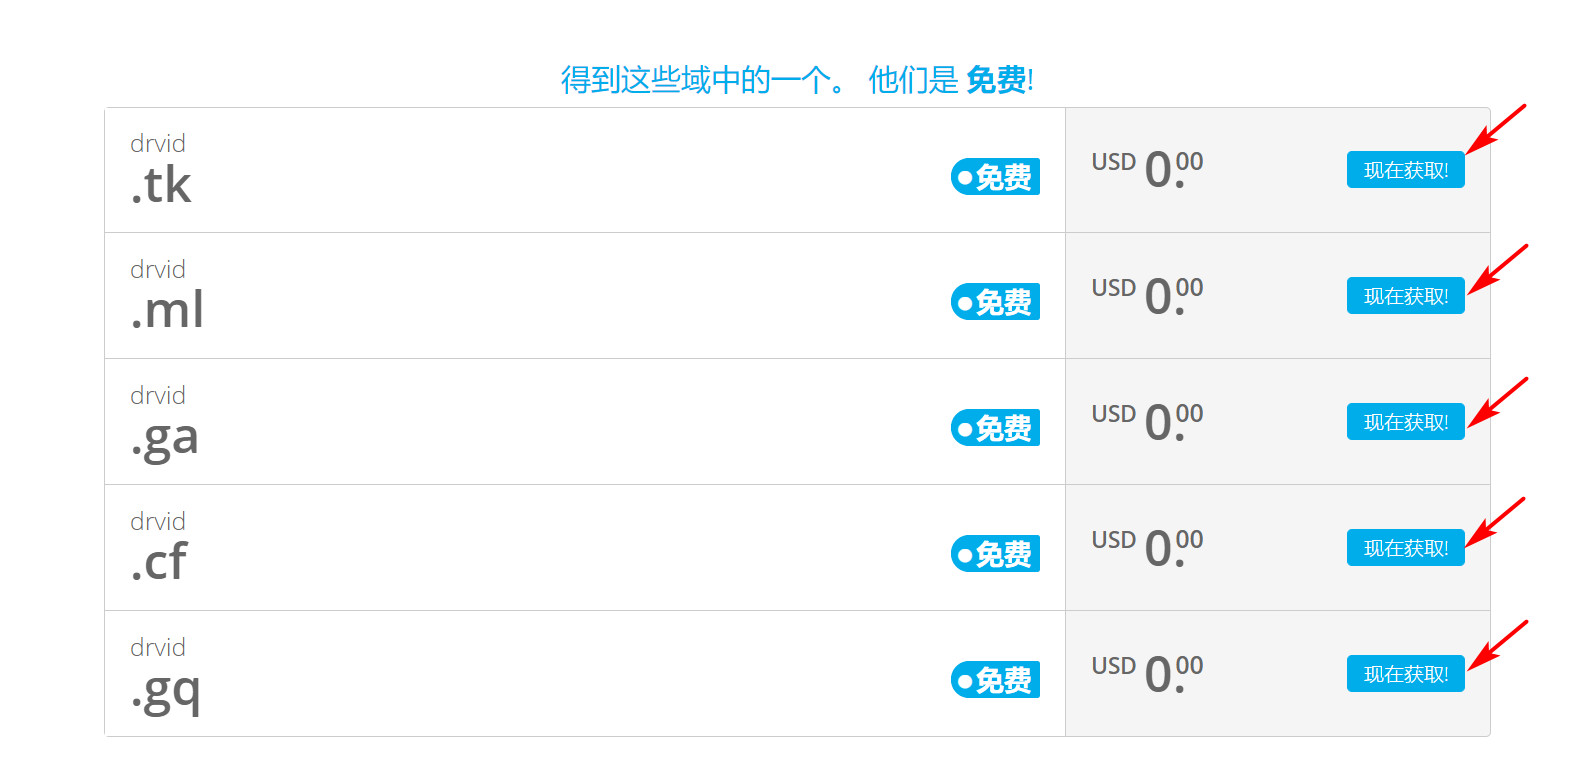 得到这些域中的一个。 他们是 免费!
drvid
.tk
免费
USD 0.00
现在获取!
drvid
.ml
免费
USD 0.00
现在获取!
drvid
.ga
免费
USD 0.00
现在获取!
drvid
.cf
免费
USD 0.00
现在获取!
drvid
.gq
免费
USD 0.00
现在获取!